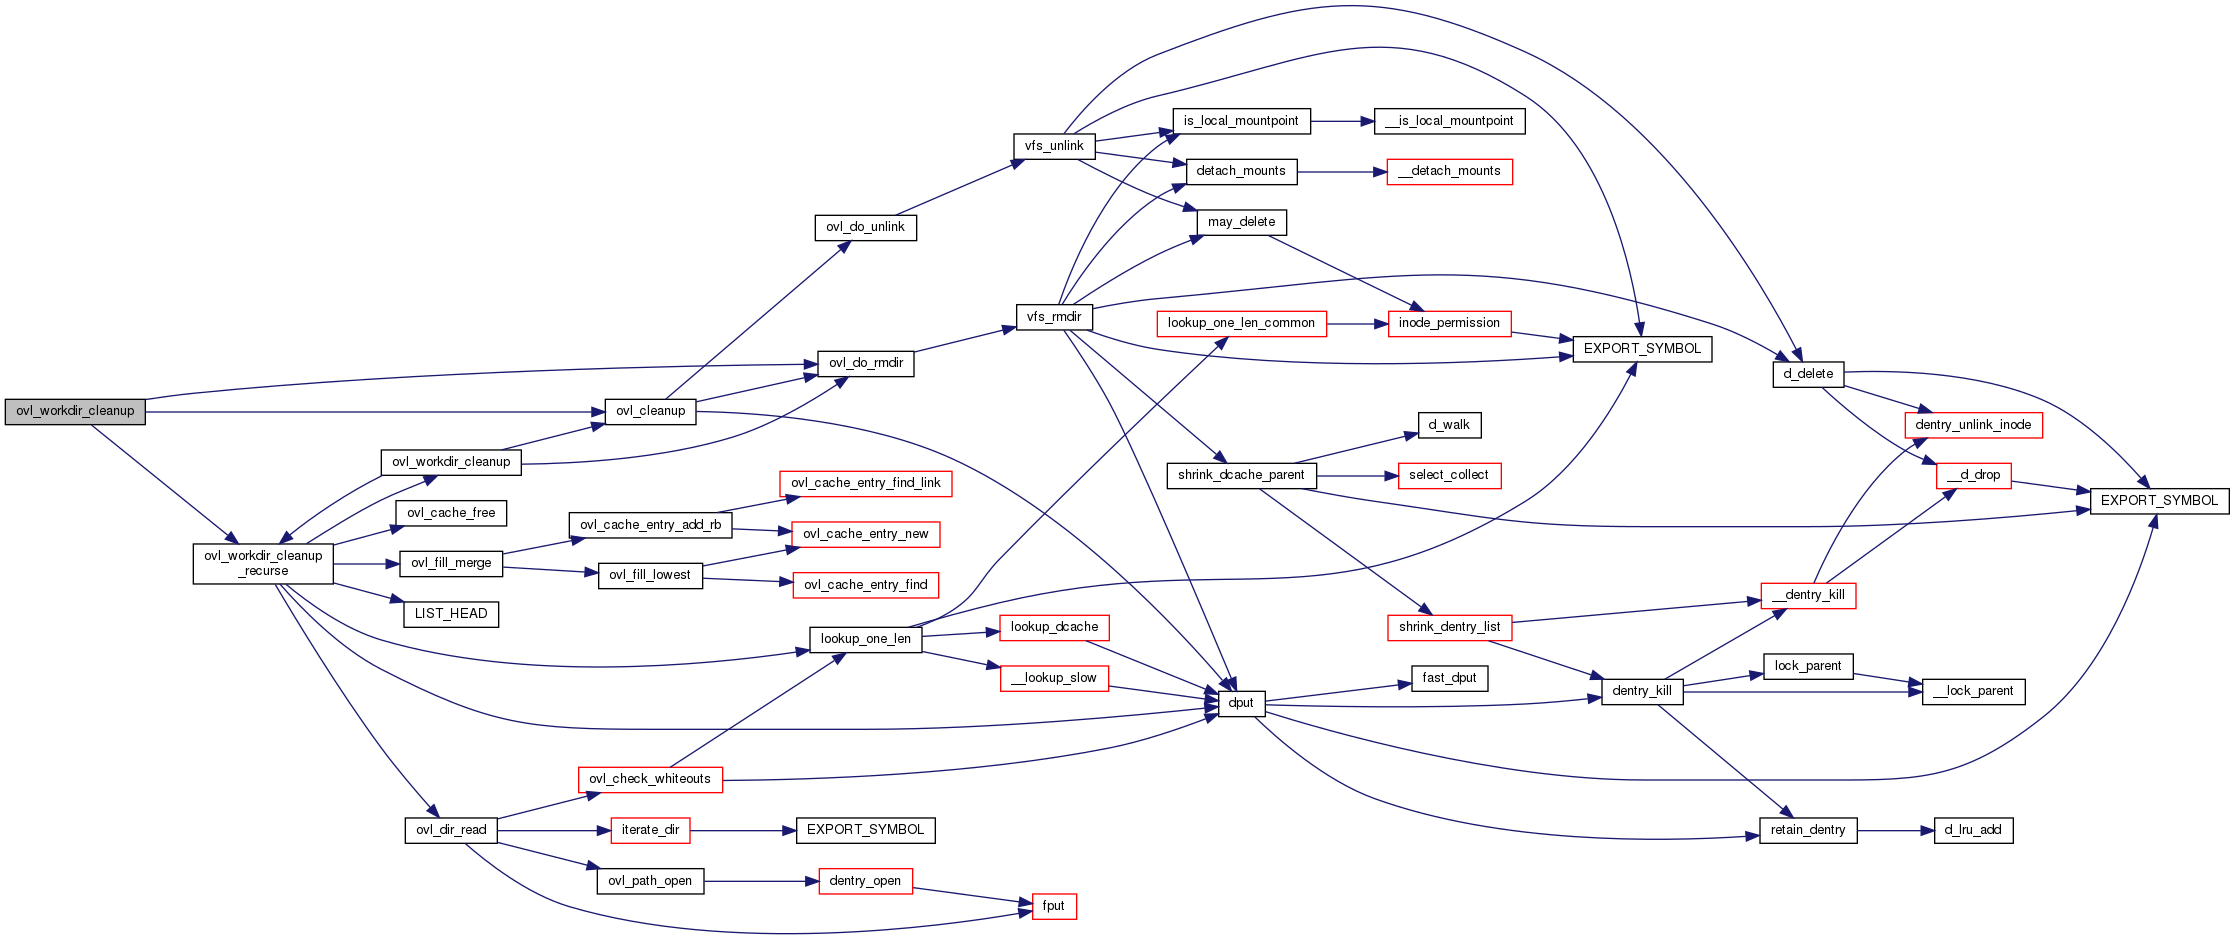 ovl_workdir_cleanup
ovl_workdir_cleanup
_recurse
ovl_workdir_cleanup
ovl_cache_free
ovl_fill_merge
LIST_HEAD
ovl_dir_read
ovl_cleanup
ovl_cache_entry_add_rb
ovl_fill_lowest
ovl_check_whiteouts
iterate_dir
ovl_path_open
ovl_do_unlink
ovl_do_rmdir
ovl_cache_entry_find_link
ovl_cache_entry_new
ovl_cache_entry_find
lookup_one_len
EXPORT_SYMBOL
dentry_open
vfs_unlink
vfs_rmdir
lookup_dcache
__lookup_slow
fput
is_local_mountpoint
detach_mounts
may_delete
lookup_one_len_common
shrink_dcache_parent
dput
__is_local_mountpoint
__detach_mounts
inode_permission
d_walk
select_collect
shrink_dentry_list
fast_dput
EXPORT_SYMBOL
dentry_kill
d_delete
__dentry_kill
lock_parent
retain_dentry
dentry_unlink_inode
__d_drop
__lock_parent
d_lru_add
EXPORT_SYMBOL